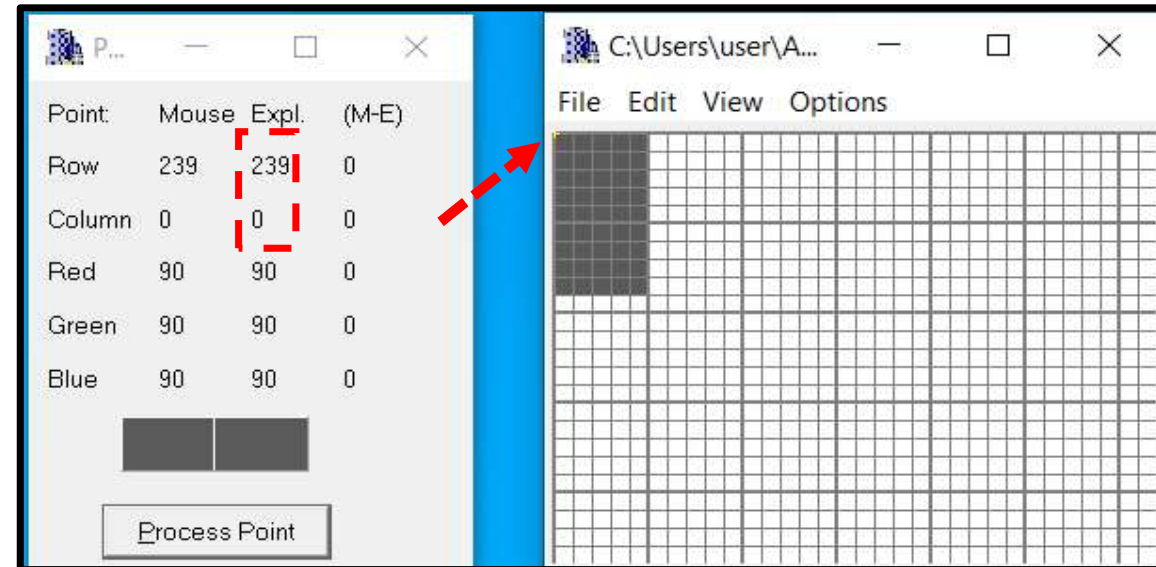 P...
Point: Mouse Expl. (M-E)
Row 239 239 0
Column 0 0 0
Red 90 90 0
Green 90 90 0
Blue 90 90 0
Process Point
C:\Users\user\A...
File Edit View Options